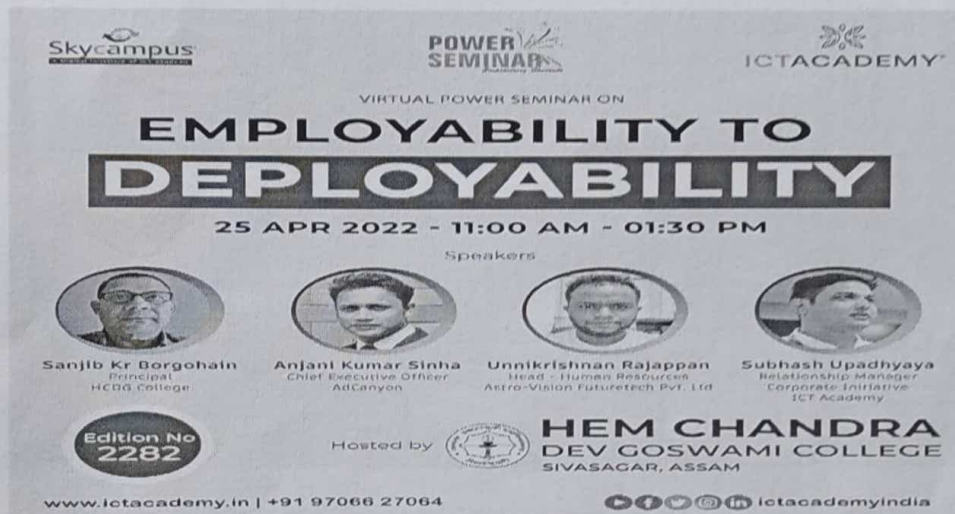 Skycampus
POWER
SEMINAR
ICTACADEMY
VIRTUAL POWER SEMINAR ON
EMPLOYABILITY TO
DEPLOYABILITY
25 APR 2022 - 11:00 AM - 01:30 PM
Speakers
Sanjib Kr Borgohain
Principal
HCDG College
Anjani Kumar Sinha
Chief Executive Officer
AdCanyon
Unnikrishnan Rajappan
Head - Human Resources
Astro-Vision Futuretech Pvt. Ltd
Subhash Upadhyaya
Relationship Manager
Corporate Initiative
ICT Academy
Edition No
2282
Hosted by
HEM CHANDRA
DEV GOSWAMI COLLEGE
SIVASAGAR, ASSAM
www.ictacademy.in | +91 97066 27064
ictacademyindia